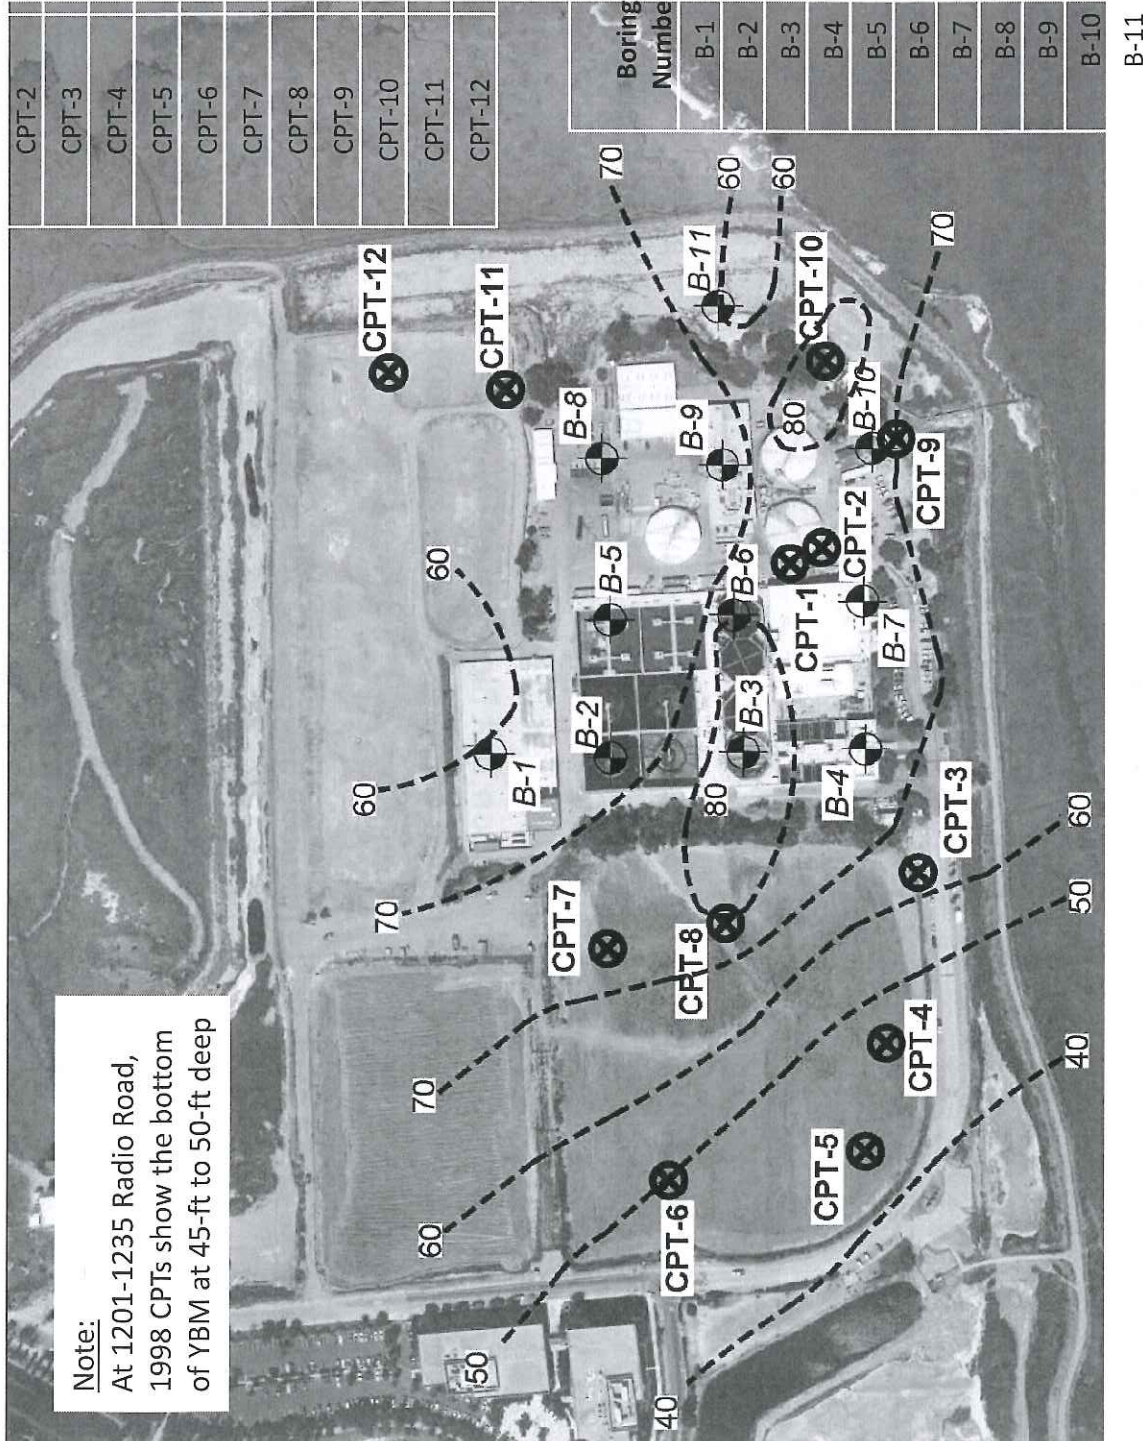 CPT-2
CPT-3
CPT-4
CPT-5
CPT-6
CPT-7
CPT-8
CPT-9
CPT-10
CPT-11
CPT-12
Boring
Numbe
B-1
B-2
B-3
B-4
B-5
B-6
B-7
B-8
B-9
B-10
B-11
Note:
At 1201-1235 Radio Road,
1998 CPTs show the bottom
of YBM at 45-ft to 50-ft deep
CPT-12
CPT-11
70
B-11
60
60
CPT-10
70
B-8
B-9
80
B-10
CPT-9
60
B-5
B-6
CPT-2
CPT-1
B-7
60
B-1
B-2
B-3
80
B-4
CPT-3
60
70
CPT-7
CPT-8
50
70
CPT-4
40
60
CPT-6
CPT-5
50
40